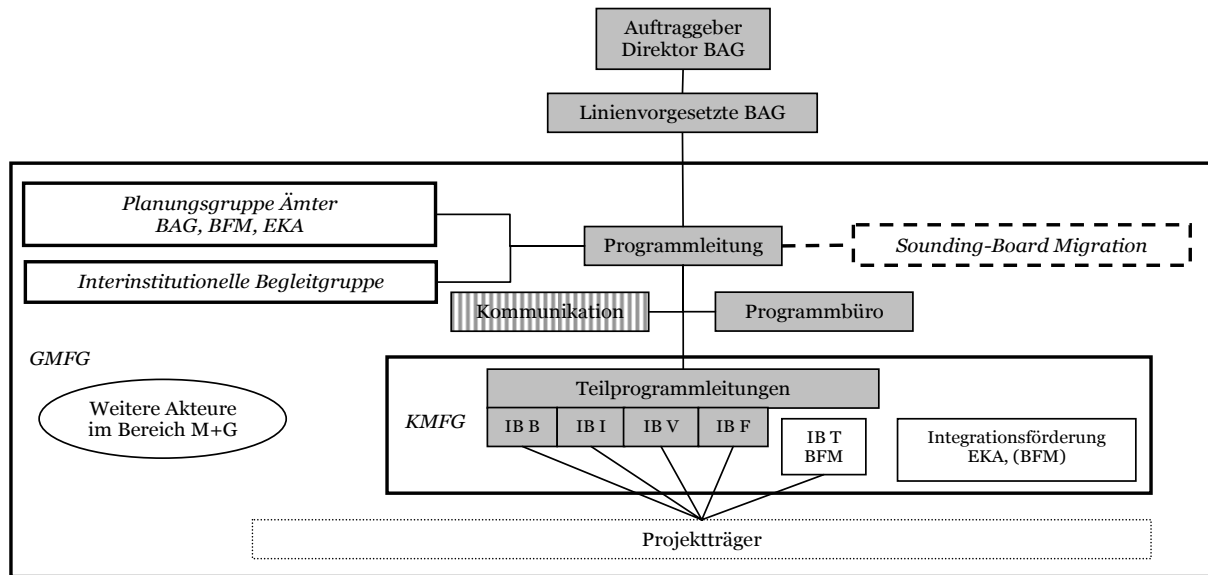 Auftraggeber
Direktor BAG
Linienvorgesetzte BAG
Planungsgruppe Ämter
BAG, BFM, EKA
Interinstitutionelle Begleitgruppe
Programmleitung
Sounding-Board Migration
Kommunikation
Programmbüro
GMFG
Weitere Akteure
im Bereich M+G
KMFG
Teilprogrammleitungen
IB B
IB I
IB V
IB F
IB T
BFM
Integrationsförderung
EKA, (BFM)
Projektträger